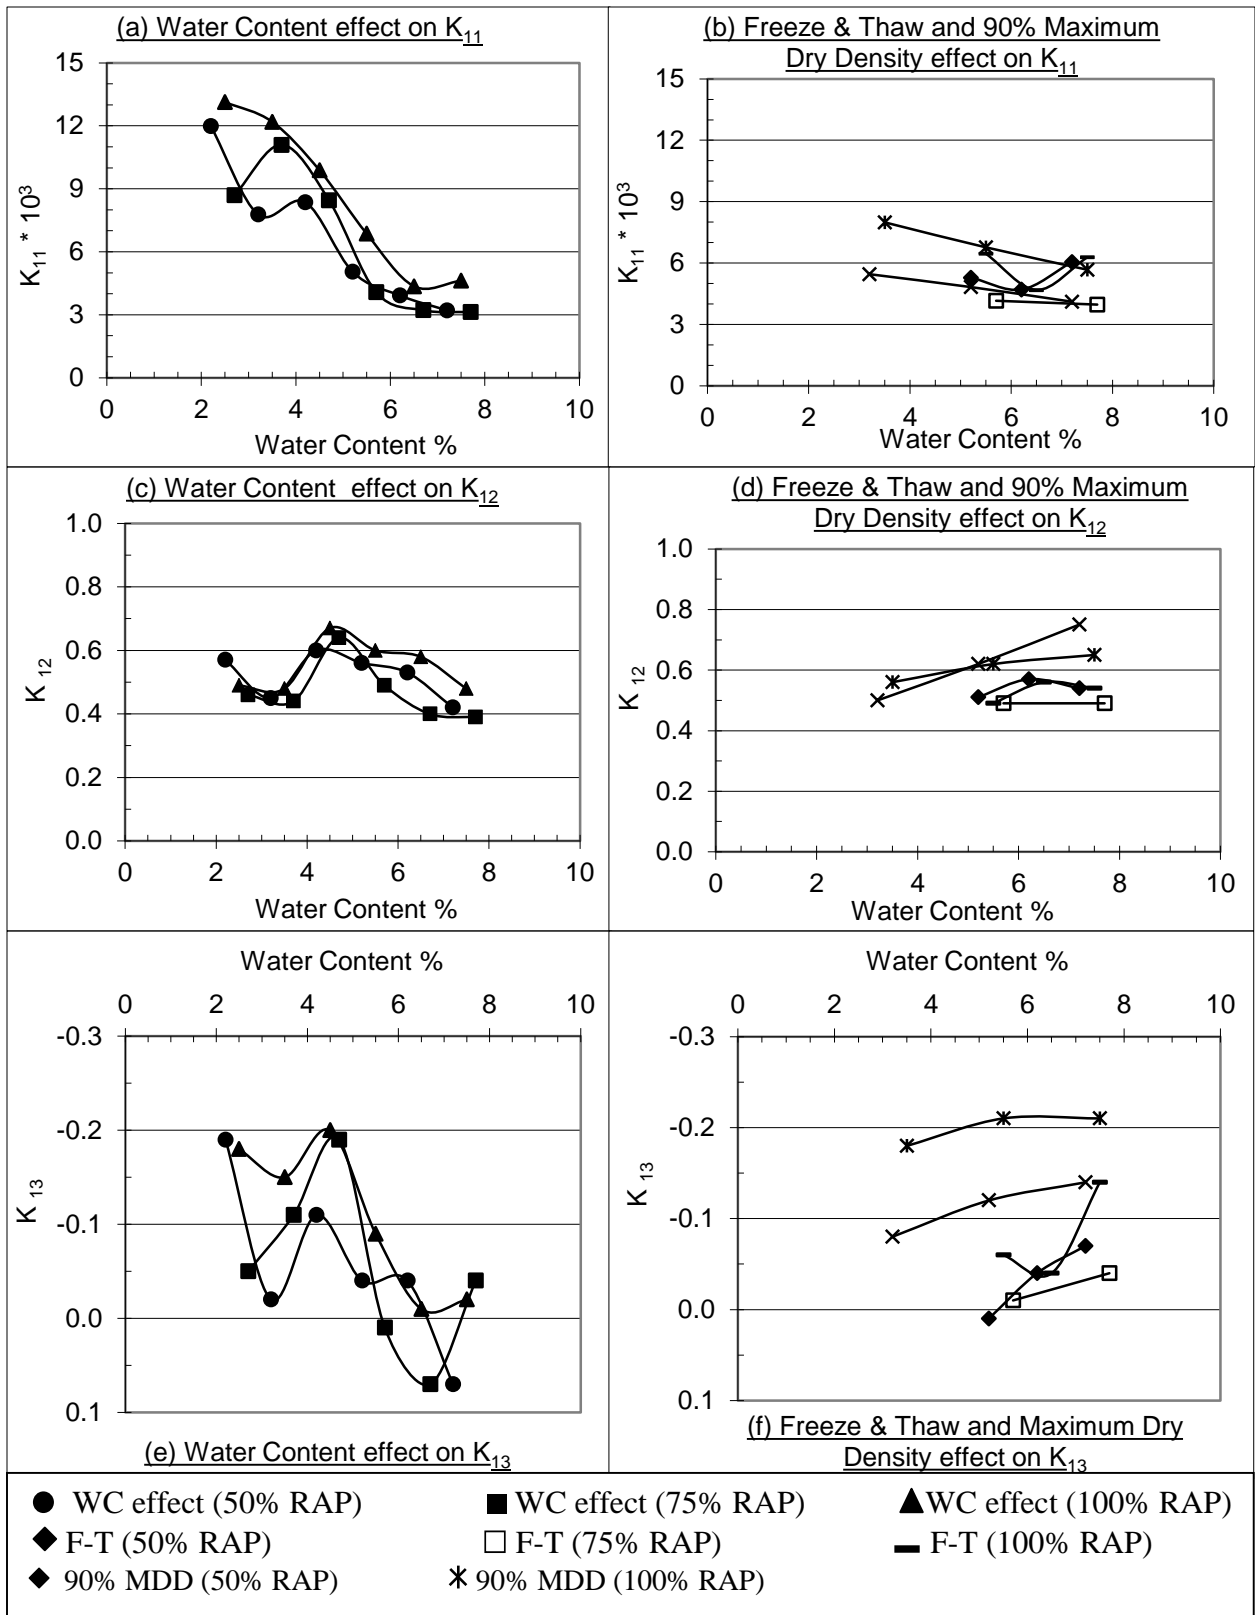 (a) Water Content effect on K11
15
12
9
6
3
0
K11 * 10³
0 2 4 6 8 10
Water Content %
(b) Freeze & Thaw and 90% Maximum
Dry Density effect on K11
15
12
9
6
3
0
K11 * 10³
0 2 4 6 8 10
Water Content %
(c) Water Content effect on K12
1.0
0.8
0.6
0.4
0.2
0.0
K12
0 2 4 6 8 10
Water Content %
(d) Freeze & Thaw and 90% Maximum
Dry Density effect on K12
1.0
0.8
0.6
0.4
0.2
0.0
K12
0 2 4 6 8 10
Water Content %
Water Content %
0 2 4 6 8 10
-0.3
-0.2
-0.1
0.0
0.1
K13
(e) Water Content effect on K13
Water Content %
0 2 4 6 8 10
-0.3
-0.2
-0.1
0.0
0.1
K13
(f) Freeze & Thaw and Maximum Dry
Density effect on K13
WC effect (50% RAP) WC effect (75% RAP) WC effect (100% RAP)
F-T (50% RAP) F-T (75% RAP) F-T (100% RAP)
90% MDD (50% RAP) 90% MDD (100% RAP)